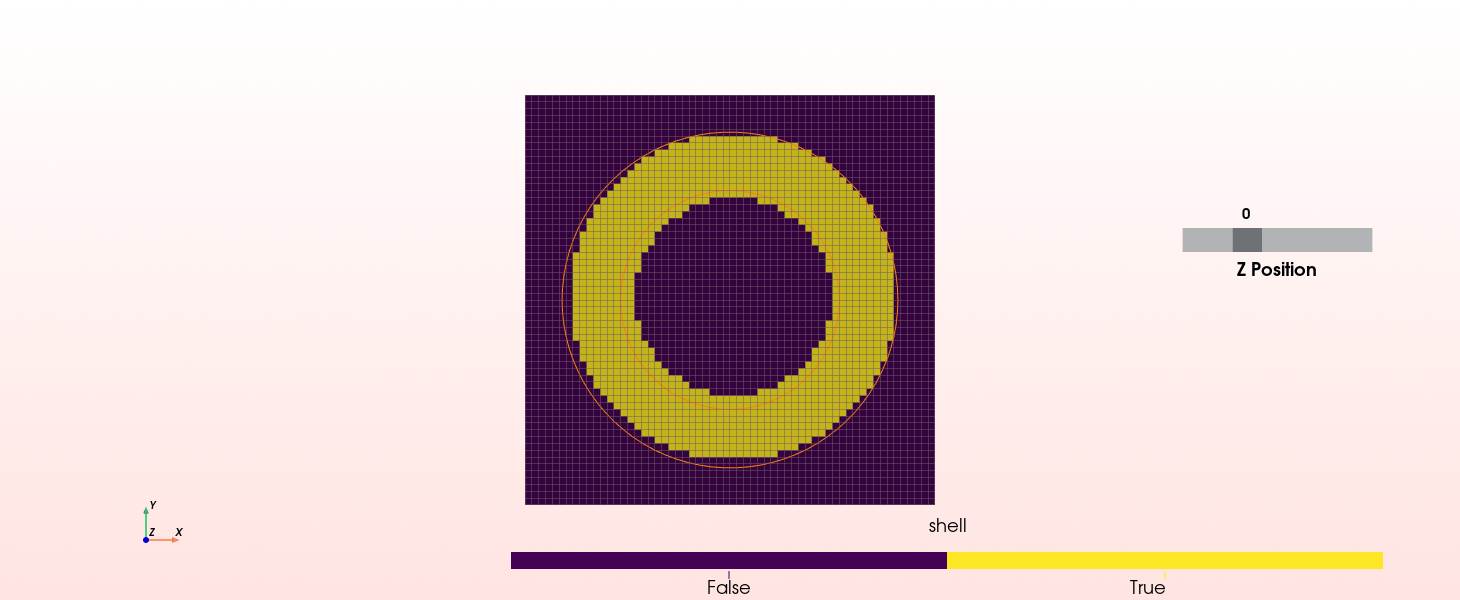 0
Z Position
Y
Z
X
shell
False
True